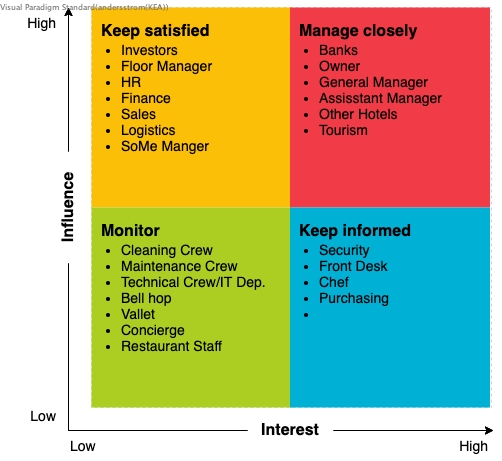 Visual Paradigm Standard(andersstrom(KEA))
High
Keep satisfied
• Investors
• Floor Manager
• HR
• Finance
• Sales
• Logistics
• SoMe Manger
Manage closely
• Banks
• Owner
• General Manager
• Assisstant Manager
• Other Hotels
• Tourism
Influence
Monitor
• Cleaning Crew
• Maintenance Crew
• Technical Crew/IT Dep.
• Bell hop
• Vallet
• Concierge
• Restaurant Staff
Keep informed
• Security
• Front Desk
• Chef
• Purchasing
•
Low
Interest
Low
High